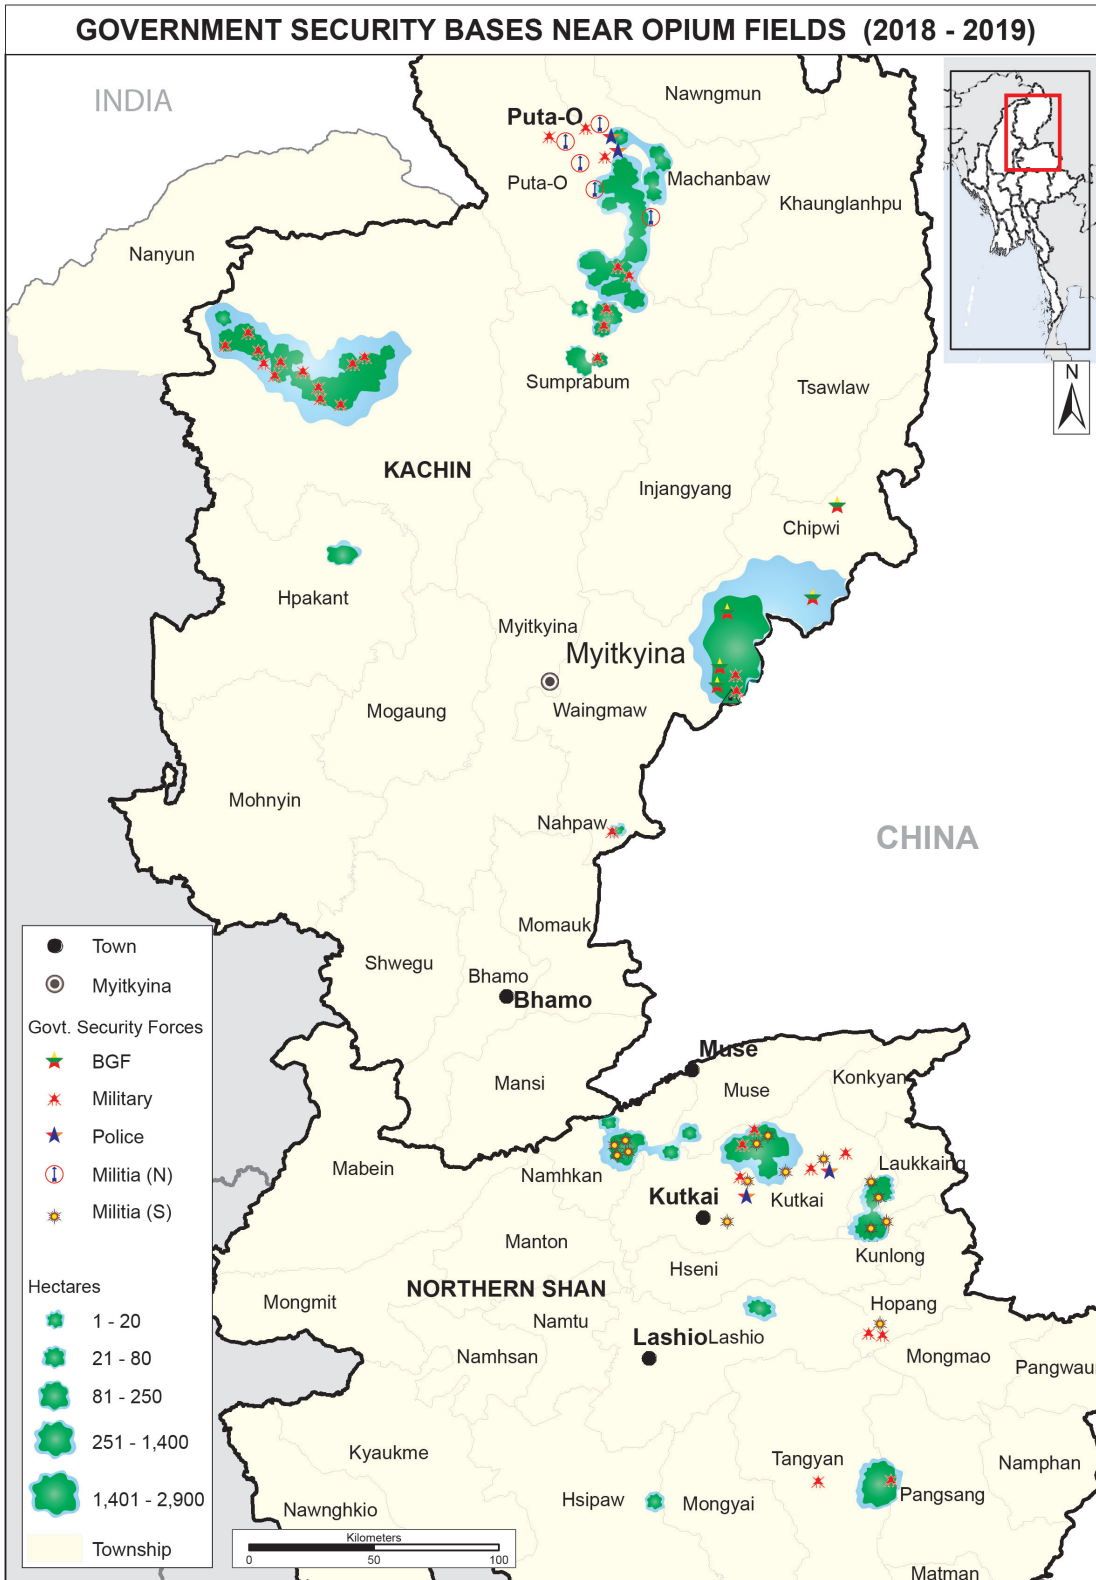 GOVERNMENT SECURITY BASES NEAR OPIUM FIELDS (2018 - 2019)
INDIA
Nawngmun
Puta-O
Puta-O
Machanbaw
Khaunglanhpu
Nanyun
N
Sumprabum
Tsawlaw
KACHIN
Injangyang
Chipwi
Hpakant
Myitkyina
Myitkyina
Waingmaw
Mogaung
Mohnyin
Nahpaw
CHINA
Momauk
Shwegu
Bhamo
Bhamo
Mansi
Muse
Muse
Konkyan
Mabein
Namhkan
Laukkaing
Kutkai
Kutkai
Manton
Kunlong
Hseni
NORTHERN SHAN
Mongmit
Namtu
Hopang
Lashio
Lashio
Namhsan
Mongmao
Pangwau
Kyaukme
Tangyan
Namphan
Hsipaw
Mongyai
Pangsang
Nawnghkio
Matman
Town
Myitkyina
Govt. Security Forces
BGF
Military
Police
Militia (N)
Militia (S)
Hectares
1 - 20
21 - 80
81 - 250
251 - 1,400
1,401 - 2,900
Township
Kilometers
0 50 100